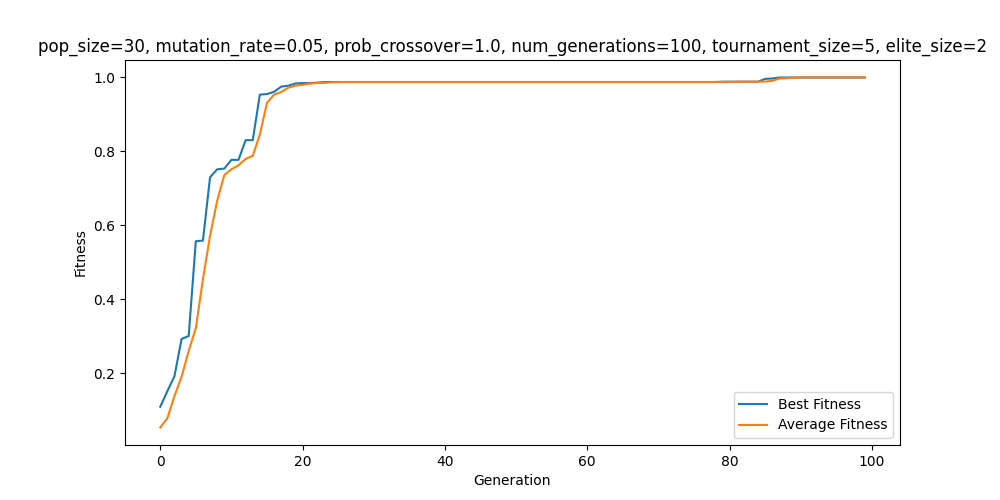 pop_size=30, mutation_rate=0.05, prob_crossover=1.0, num_generations=100, tournament_size=5, elite_size=2
1.0
0.8
0.6
0.4
0.2
Fitness
Best Fitness
Average Fitness
0 20 40 60 80 100
Generation